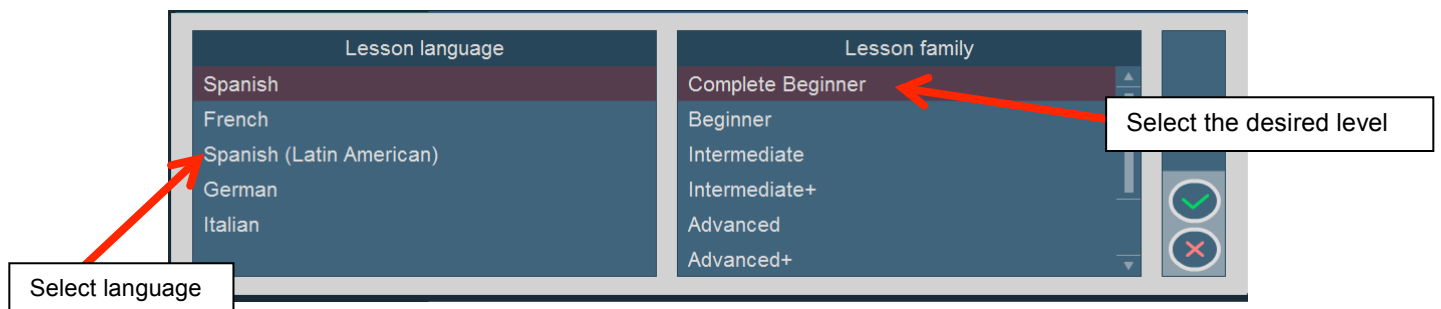 Lesson language
Spanish
French
Spanish (Latin American)
German
Italian
Lesson family
Complete Beginner
Beginner
Intermediate
Intermediate+
Advanced
Advanced+
Select the desired level
Select language